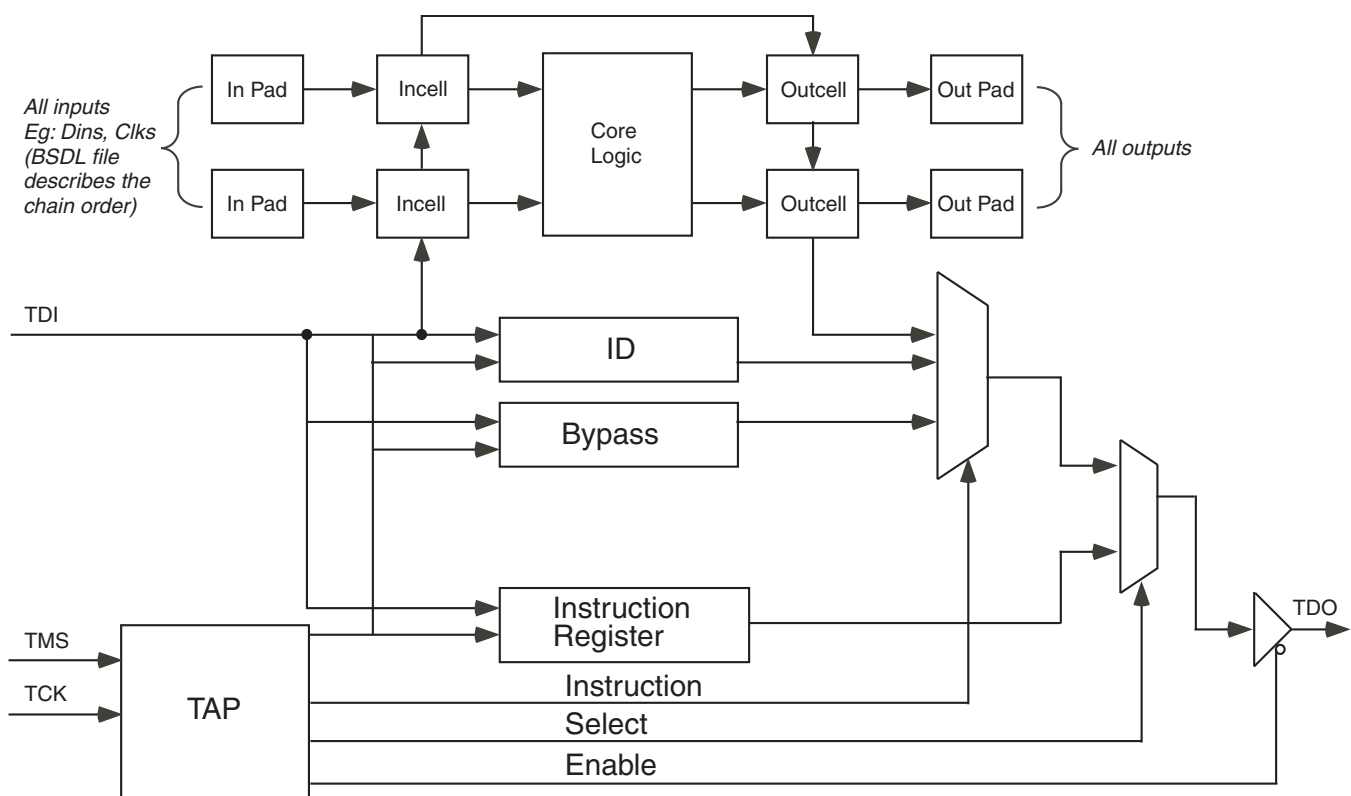 In Pad
Incell
Outcell
Out Pad
All inputs
Eg: Dins, Clks
(BSDL file
describes the
chain order)
Core
Logic
All outputs
In Pad
Incell
Outcell
Out Pad
TDI
ID
Bypass
Instruction
Register
TDO
TMS
TCK
TAP
Instruction
Select
Enable